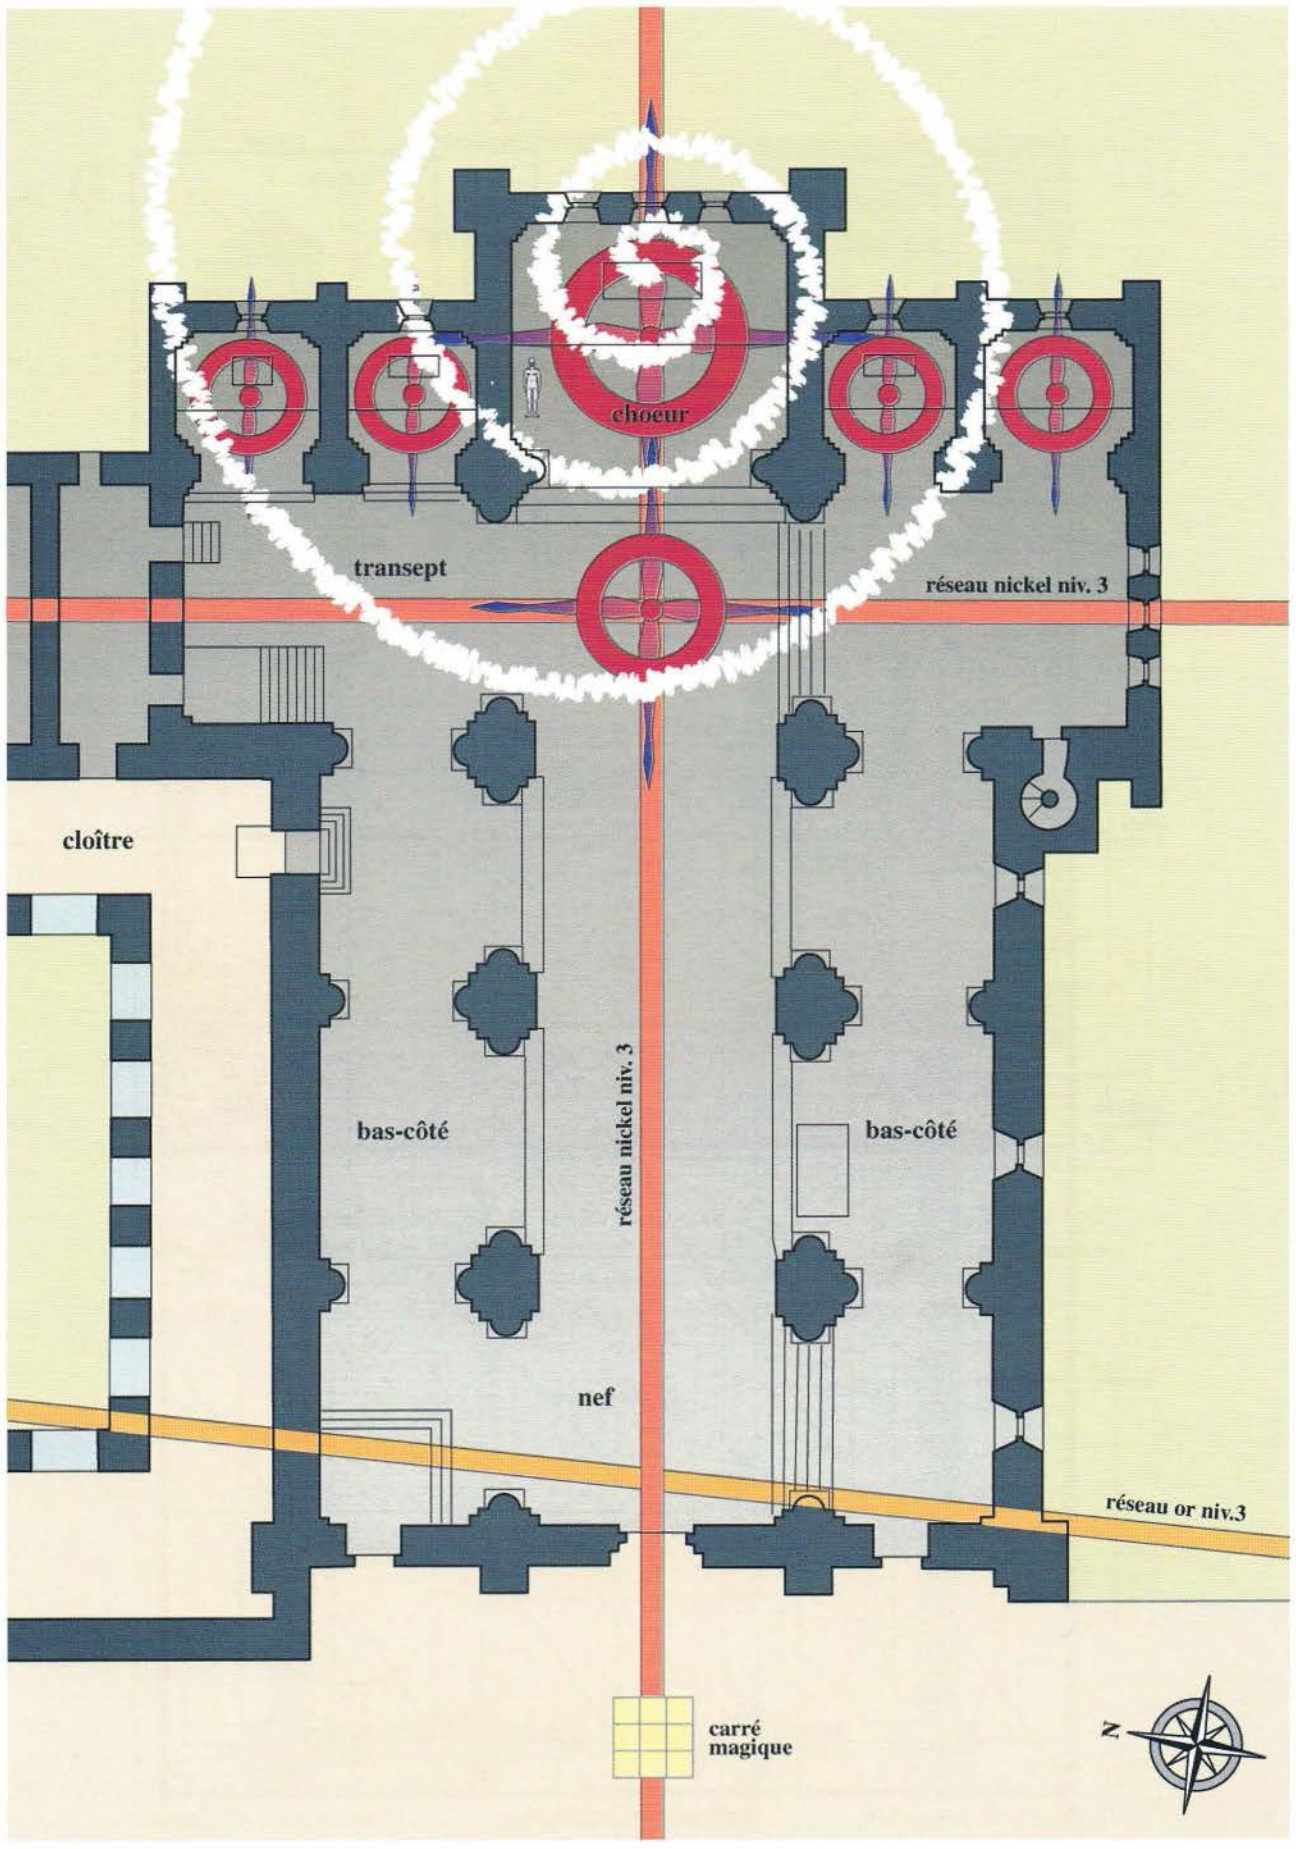 choeur
transept
réseau nickel niv. 3
cloître
réseau nickel niv. 3
bas-côté
bas-côté
nef
réseau or niv.3
carré
magique
N